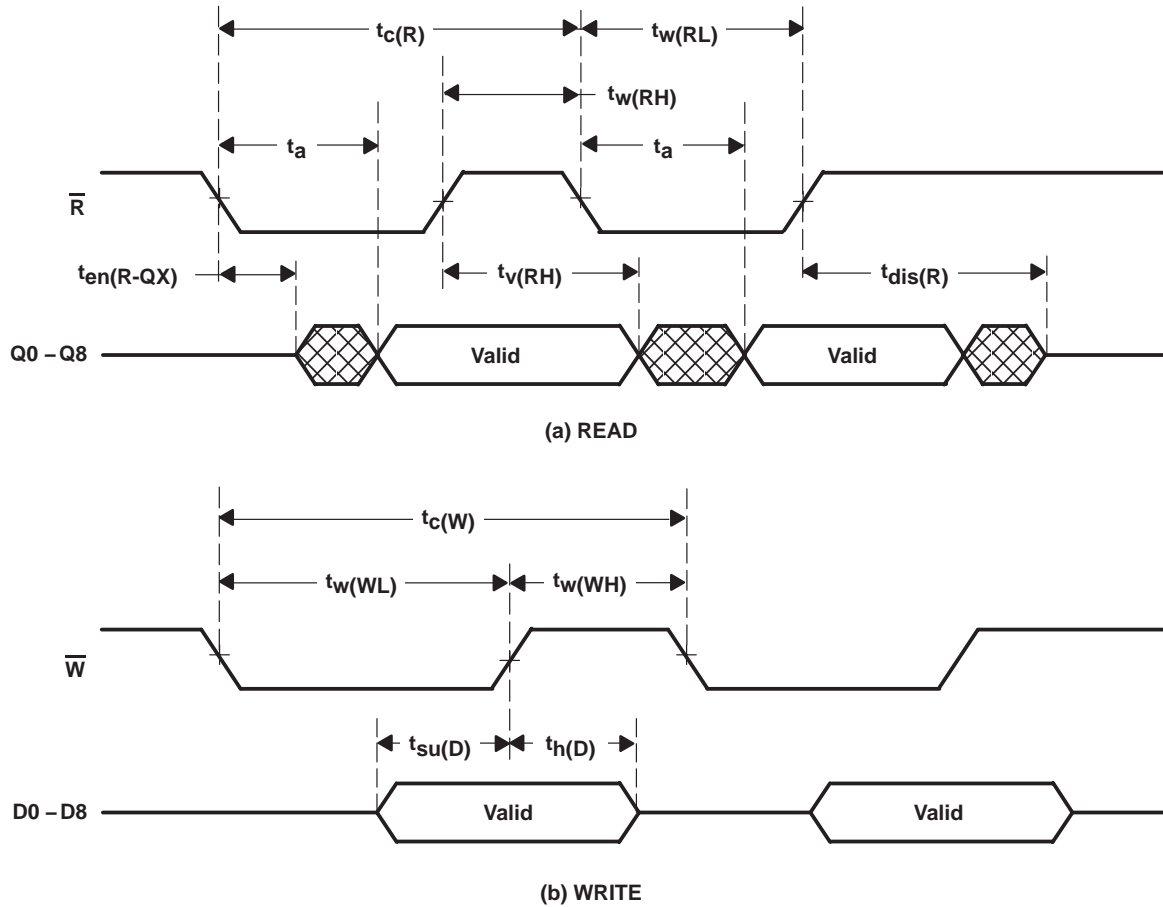 tc(R)
tw(RL)
tw(RH)
ta
ta
R
ten(R-QX)
tv(RH)
tdis(R)
Q0 – Q8
Valid
Valid
(a) READ
tc(W)
tw(WL)
tw(WH)
W
tsu(D)
th(D)
D0 – D8
Valid
Valid
(b) WRITE